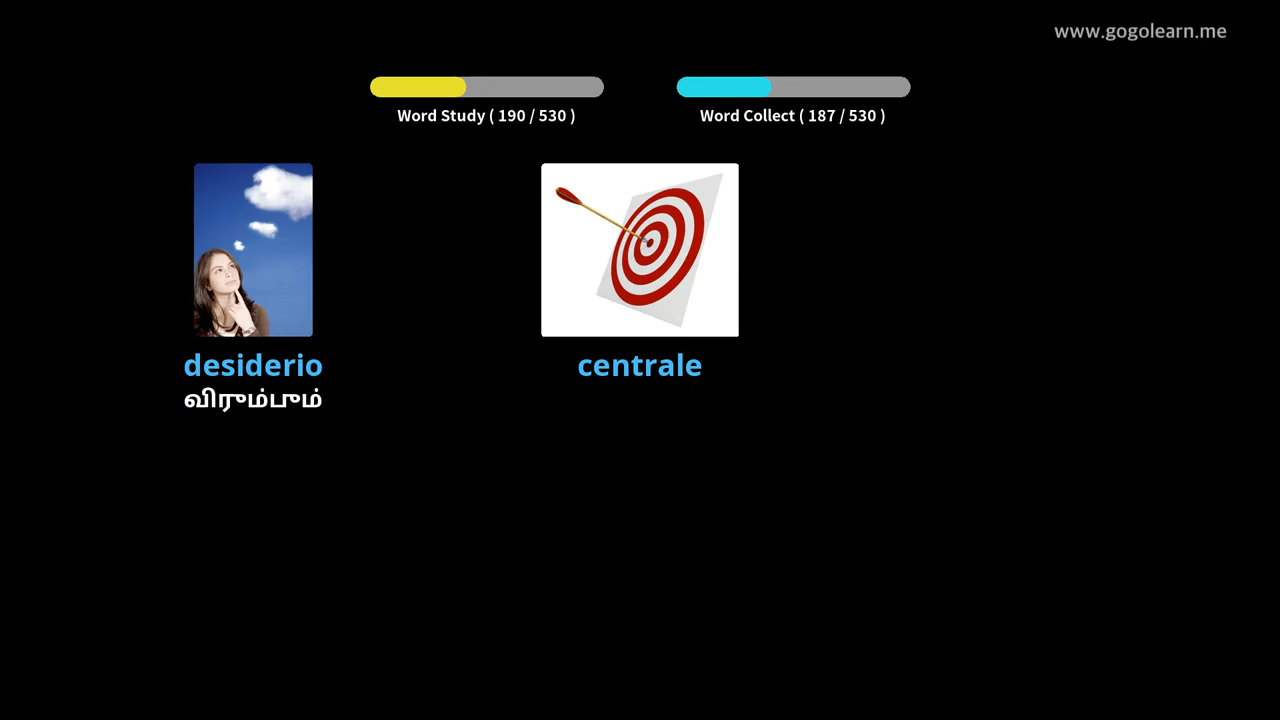 www.gogolearn.me
Word Study ( 190 / 530 )
Word Collect ( 187 / 530 )
desiderio
centrale
விரும்பும்